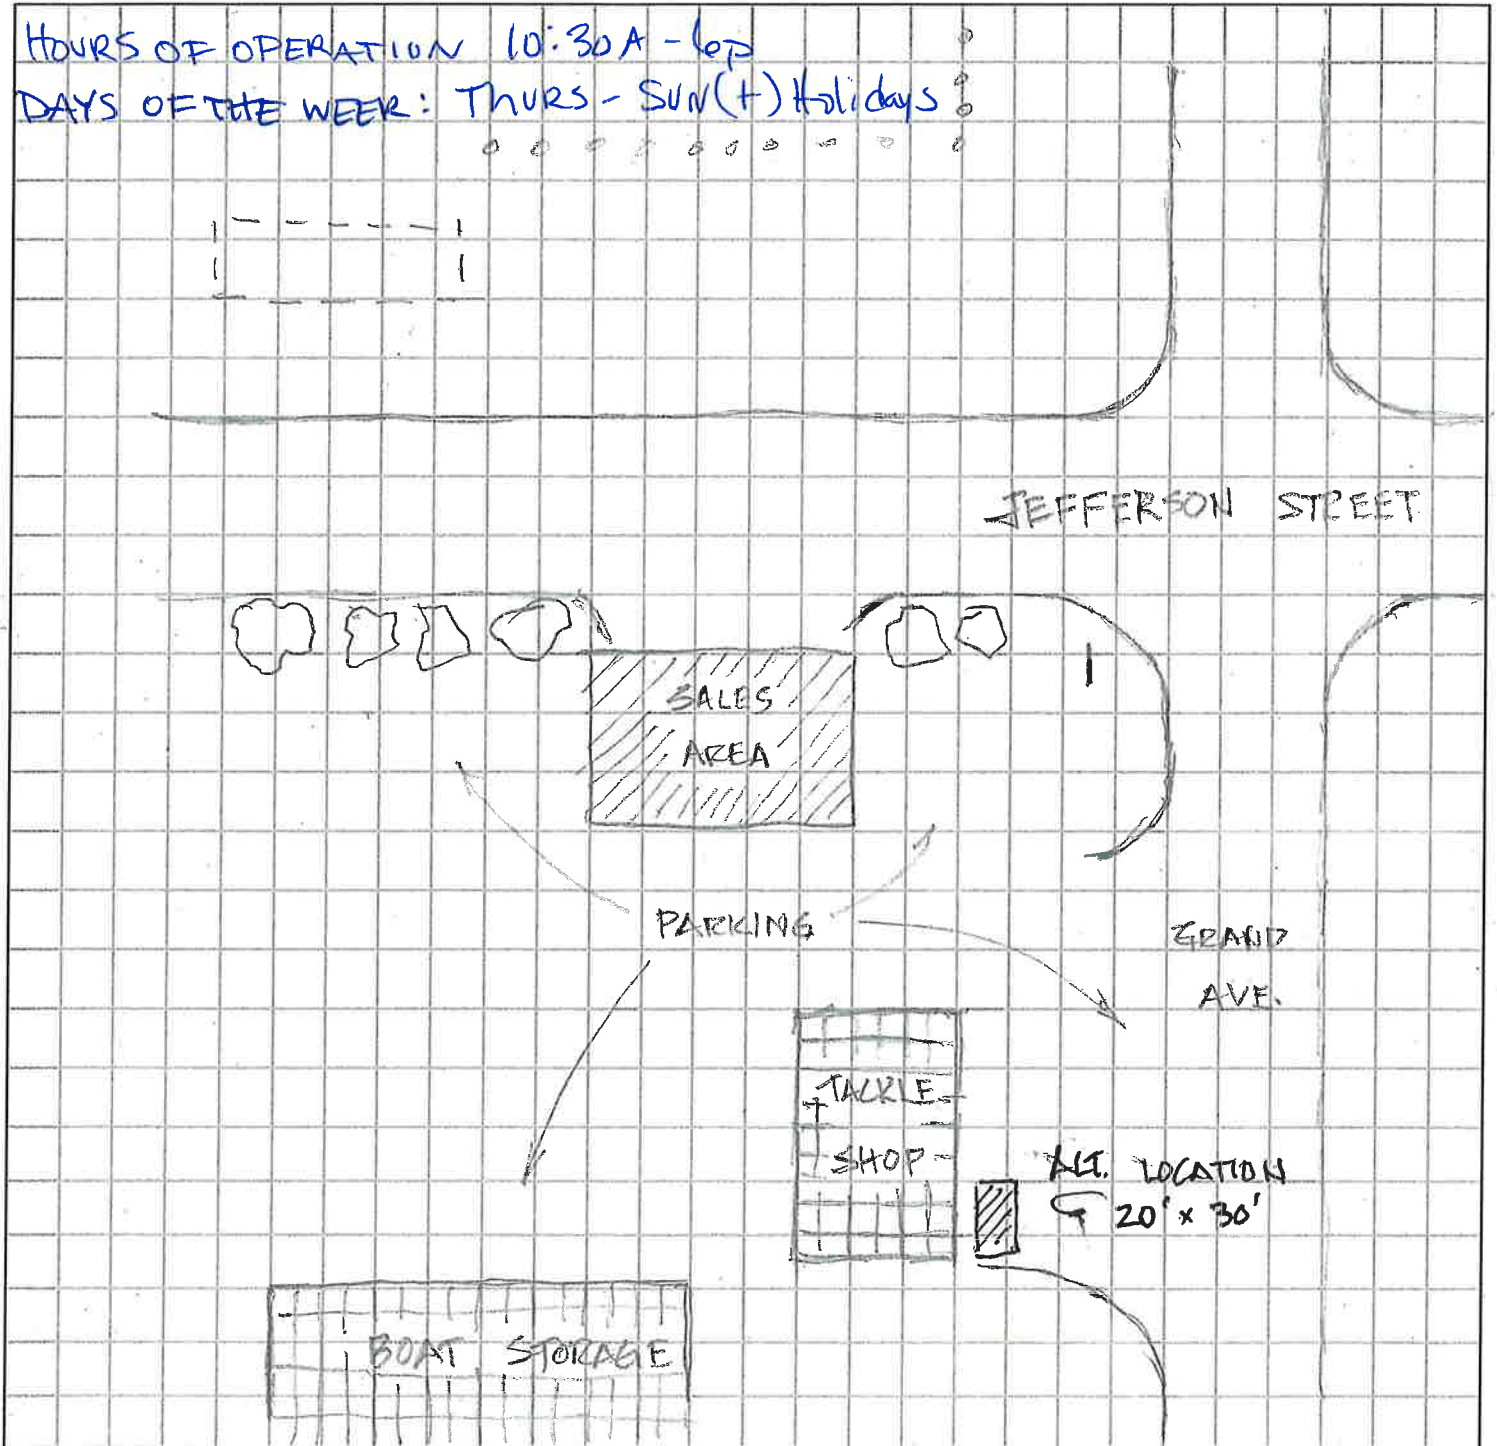 HOURS OF OPERATION 10:30A - 6p
DAYS OF THE WEEK: THURS - SUN(+) Holidays
JEFFERSON STREET
SALES
AREA
PARKING
GRAND
AVE.
TACKLE
SHOP
ALT. LOCATION
20' x 30'
BOAT STORAGE